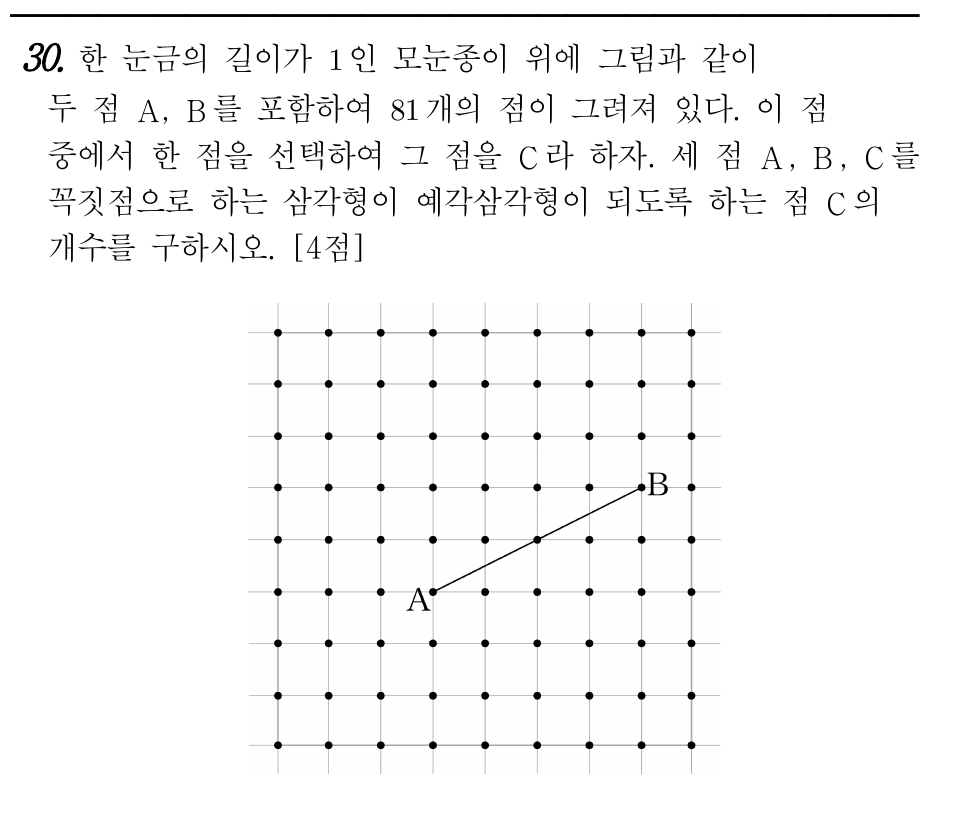 30. 한 눈금의 길이가 1인 모눈종이 위에 그림과 같이
두 점 A, B를 포함하여 81개의 점이 그려져 있다. 이 점
중에서 한 점을 선택하여 그 점을 C라 하자. 세 점 A, B, C를
꼭짓점으로 하는 삼각형이 예각삼각형이 되도록 하는 점 C의
개수를 구하시오. [4점]
B
A